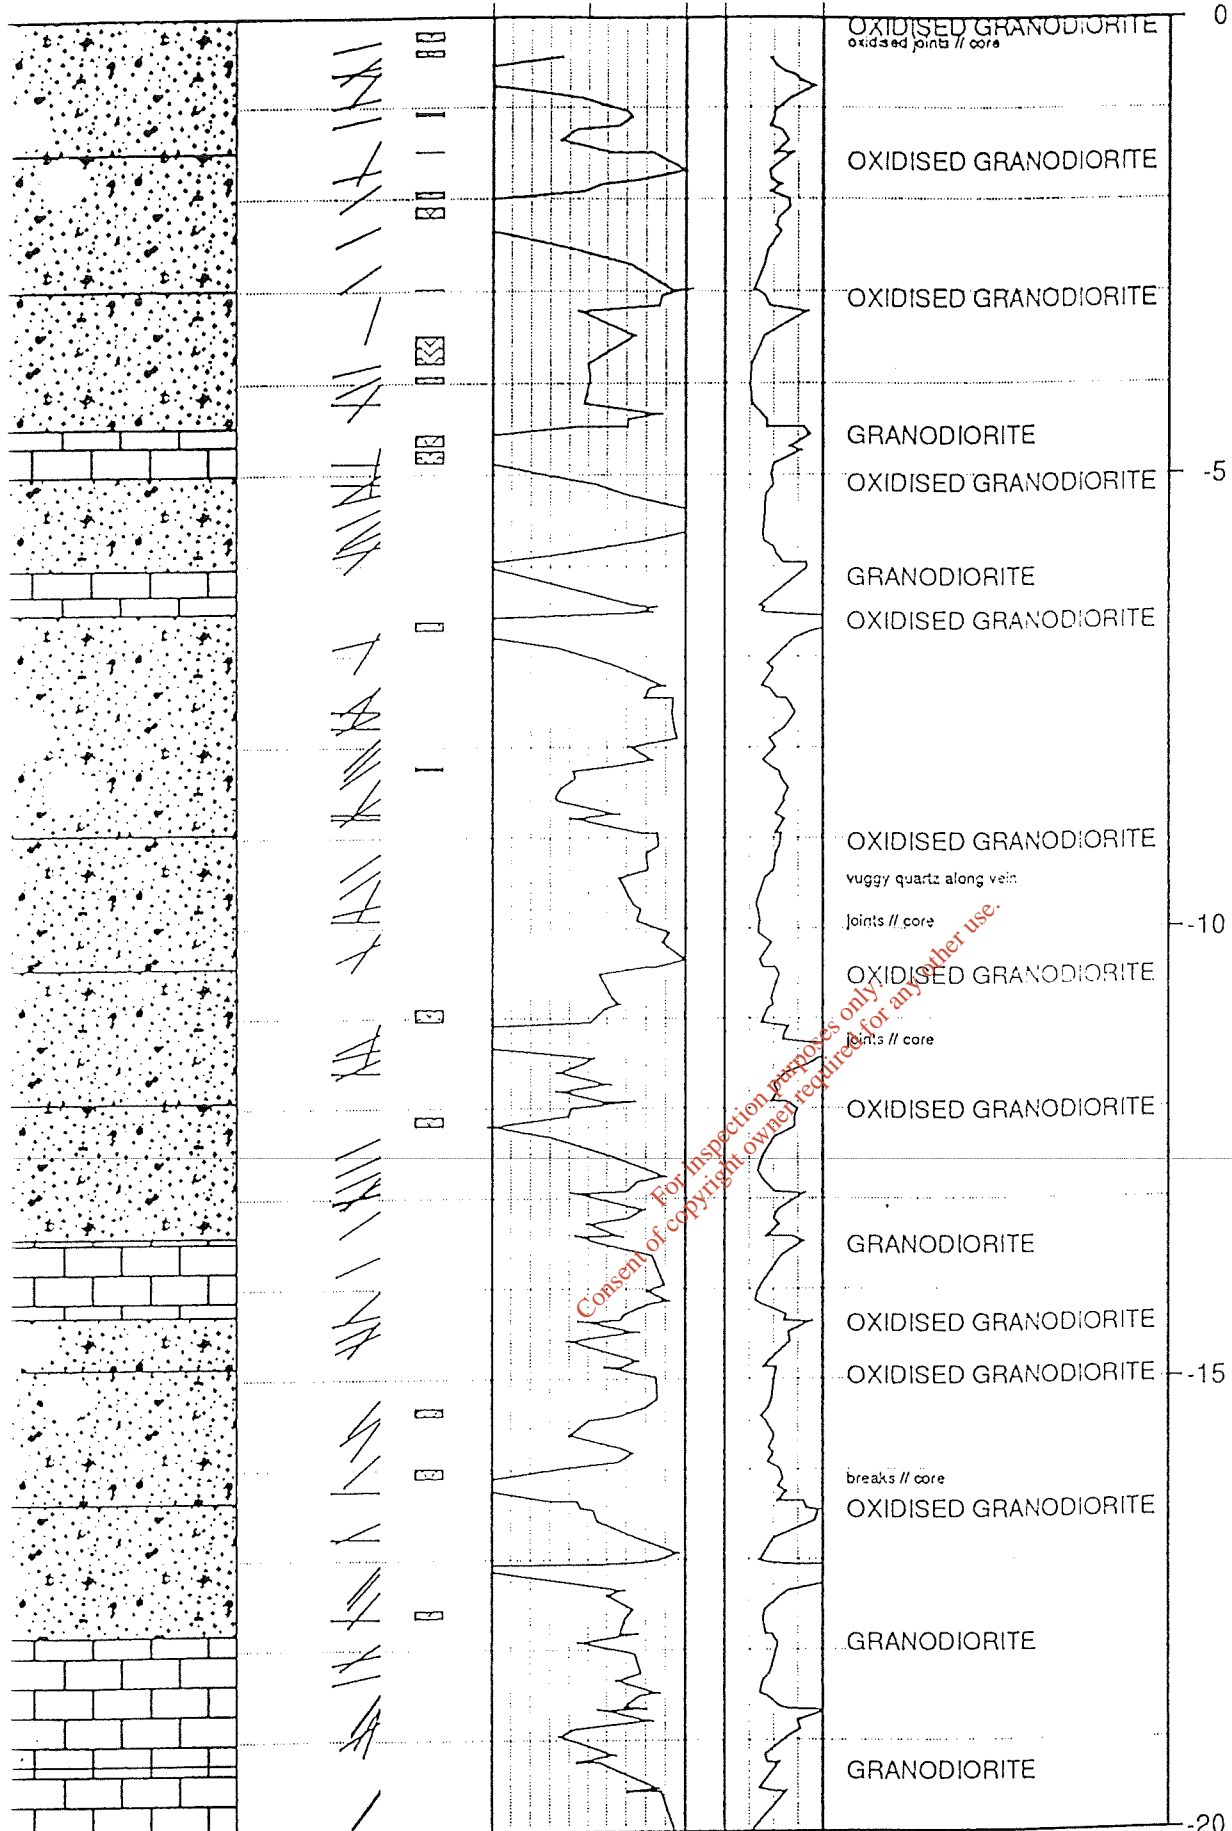 0
OXIDISED GRANODIORITE
oxidised joints // core
OXIDISED GRANODIORITE
OXIDISED GRANODIORITE
GRANODIORITE
-5
OXIDISED GRANODIORITE
GRANODIORITE
OXIDISED GRANODIORITE
OXIDISED GRANODIORITE
vuggy quartz along vein
joints // core
-10
OXIDISED GRANODIORITE
joints // core
OXIDISED GRANODIORITE
For inspection purposes only.
Consent of copyright owner required for any other use.
GRANODIORITE
OXIDISED GRANODIORITE
OXIDISED GRANODIORITE
-15
breaks // core
OXIDISED GRANODIORITE
GRANODIORITE
GRANODIORITE
-20